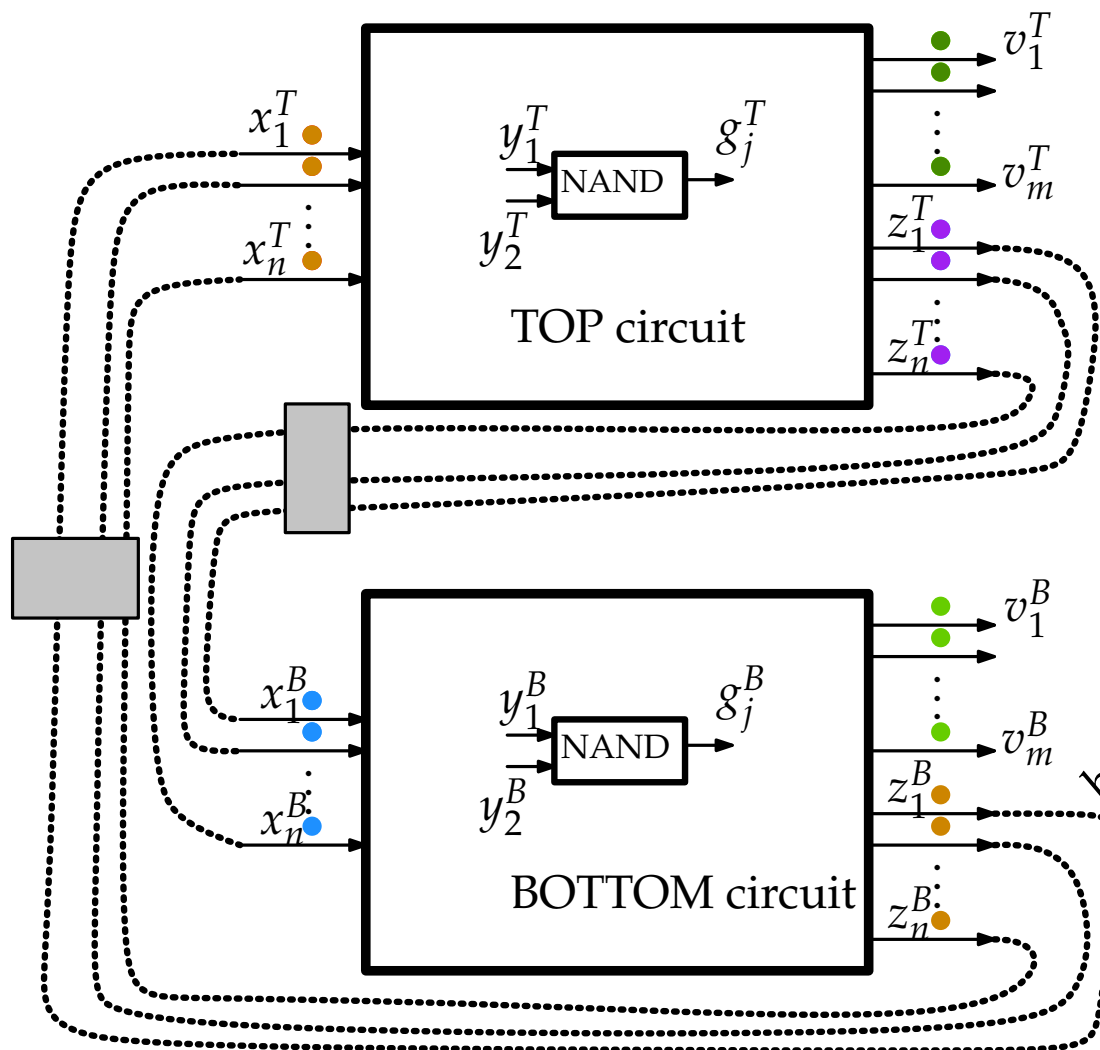 x_1^T
x_n^T
y_1^T
y_2^T
NAND
g_j^T
TOP circuit
v_1^T
v_m^T
z_1^T
z_n^T
x_1^B
x_n^B
y_1^B
y_2^B
NAND
g_j^B
BOTTOM circuit
v_1^B
v_m^B
z_1^B
z_n^B